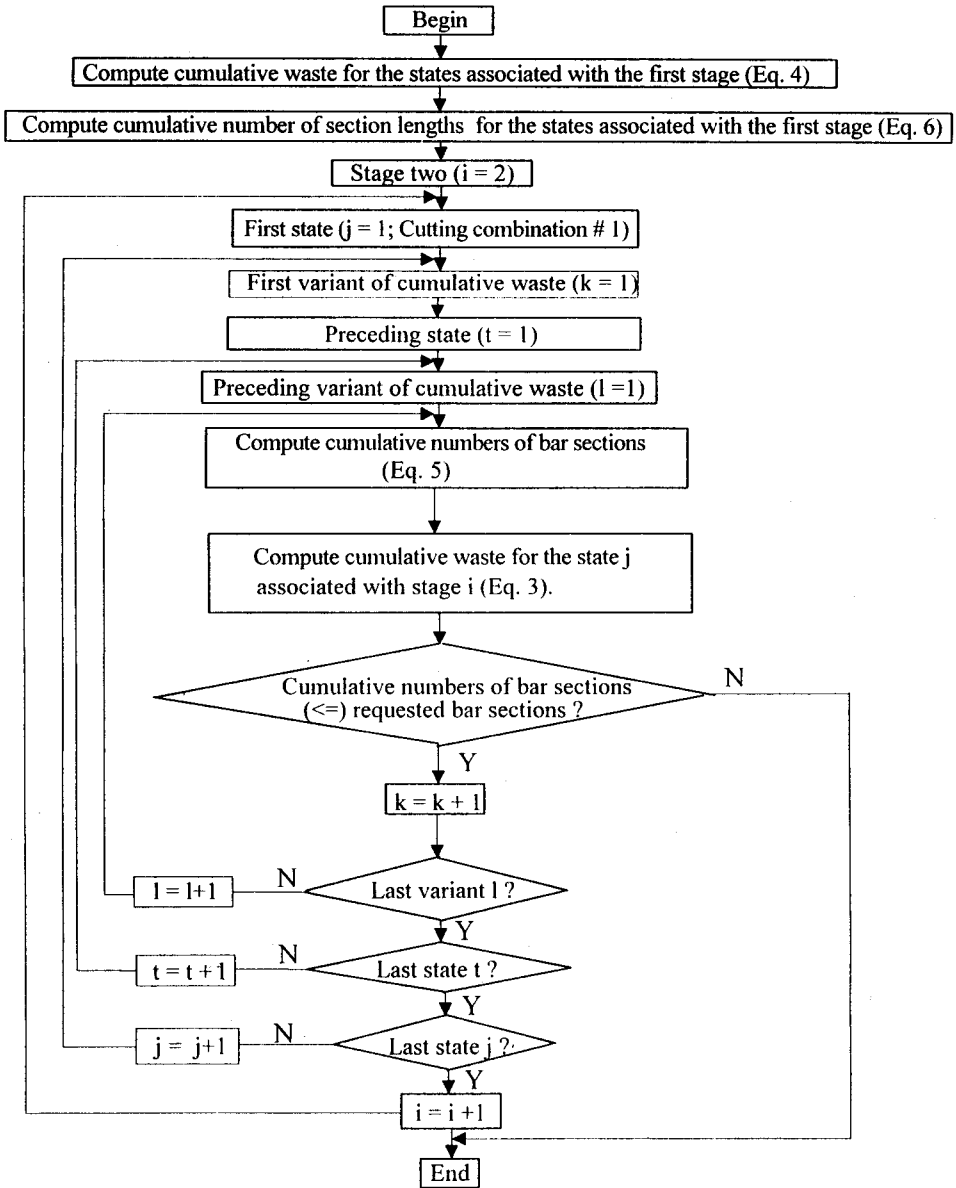 Begin
Compute cumulative waste for the states associated with the first stage (Eq. 4)
Compute cumulative number of section lengths for the states associated with the first stage (Eq. 6)
Stage two (i = 2)
First state (j = 1; Cutting combination # 1)
First variant of cumulative waste (k = 1)
Preceding state (t = 1)
Preceding variant of cumulative waste (l =1)
Compute cumulative numbers of bar sections
(Eq. 5)
Compute cumulative waste for the state j
associated with stage i (Eq. 3).
Cumulative numbers of bar sections
(<=) requested bar sections ?
N
Y
k = k + 1
Last variant l ?
N
l = l+1
Y
Last state t ?
N
t = t +1
Y
Last state j ?
N
j = j+1
Y
i = i +1
End